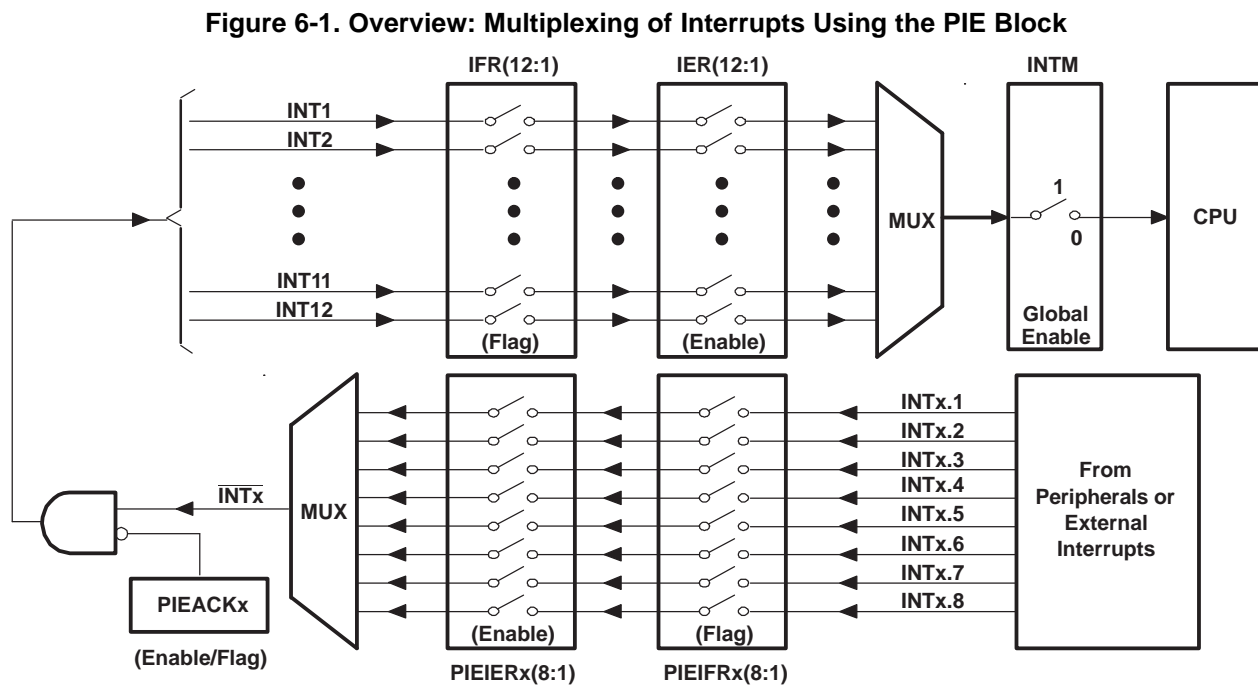 Figure 6-1. Overview: Multiplexing of Interrupts Using the PIE Block
IFR(12:1)
IER(12:1)
INTM
INT1
INT2
INT11
INT12
(Flag)
(Enable)
MUX
1
0
Global
Enable
CPU
INTx
MUX
PIEACKx
(Enable/Flag)
(Enable)
PIEIERx(8:1)
(Flag)
PIEIFRx(8:1)
INTx.1
INTx.2
INTx.3
INTx.4
INTx.5
INTx.6
INTx.7
INTx.8
From
Peripherals or
External
Interrupts